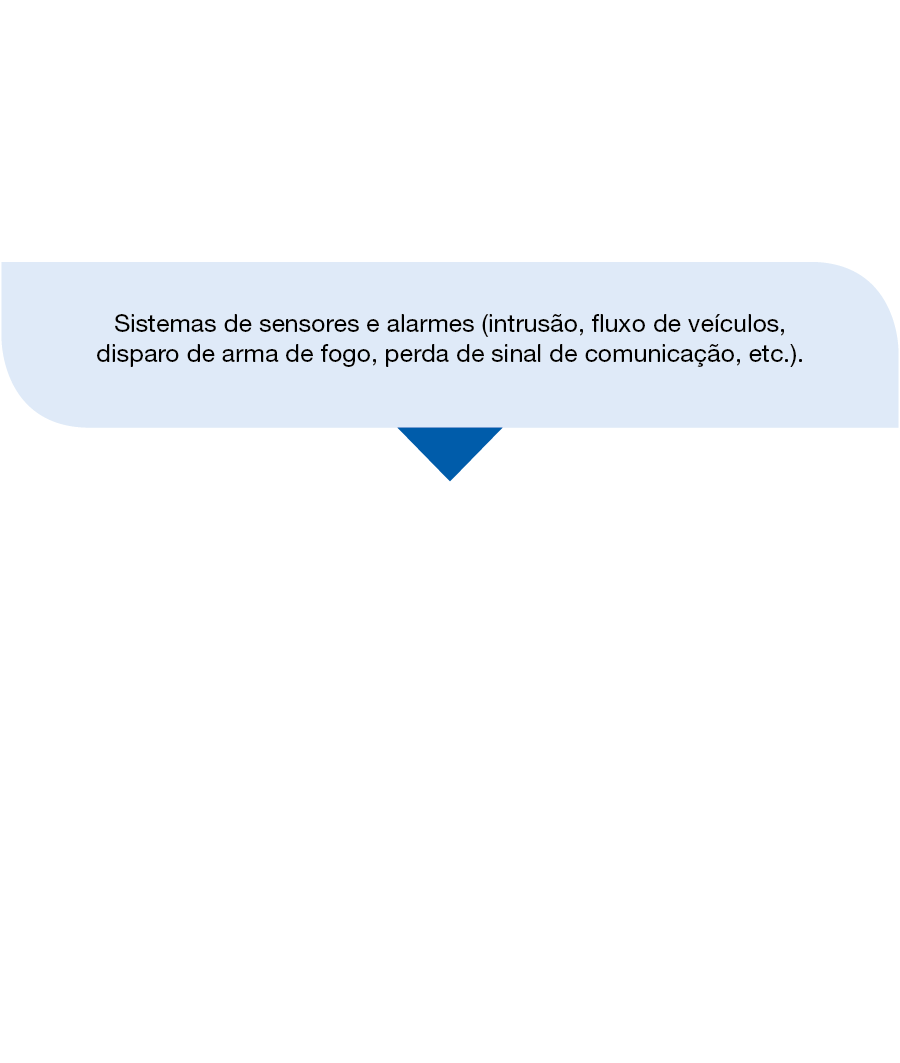 Sistemas de sensores e alarmes (intrusão, fluxo de veículos,
disparo de arma de fogo, perda de sinal de comunicação, etc.).